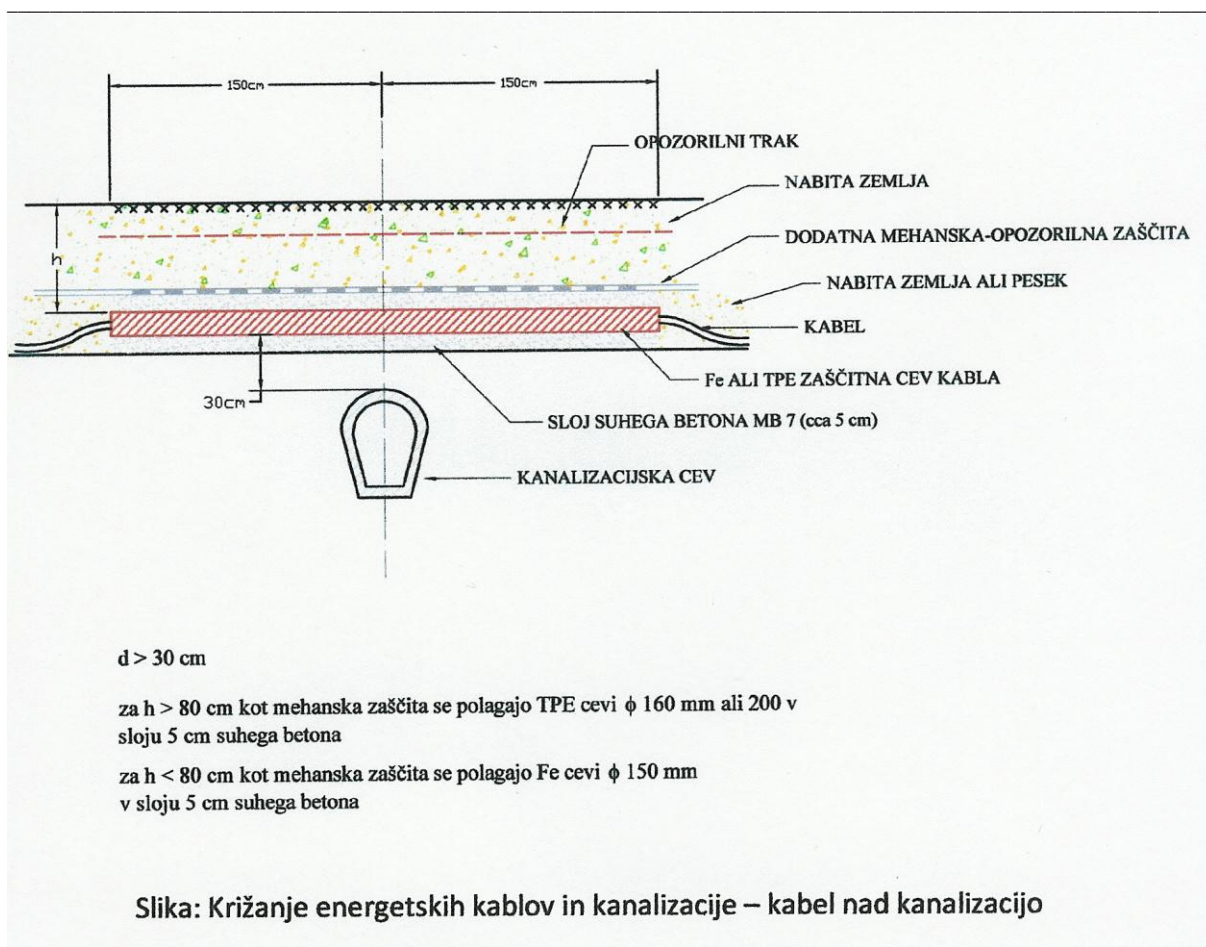 150cm 150cm
OPOZORILNI TRAK
NABITA ZEMLJA
DODATNA MEHANSKA-OPOZORILNA ZAŠČITA
h
NABITA ZEMLJA ALI PESEK
KABEL
Fe ALI TPE ZAŠČITNA CEV KABLA
30cm
SLOJ SUHEGA BETONA MB 7 (cca 5 cm)
KANALIZACIJSKA CEV
d > 30 cm
za h > 80 cm kot mehanska zaščita se polagajo TPE cevi ϕ 160 mm ali 200 v
sloju 5 cm suhega betona
za h < 80 cm kot mehanska zaščita se polagajo Fe cevi ϕ 150 mm
v sloju 5 cm suhega betona
Slika: Križanje energetskih kablov in kanalizacije – kabel nad kanalizacijo